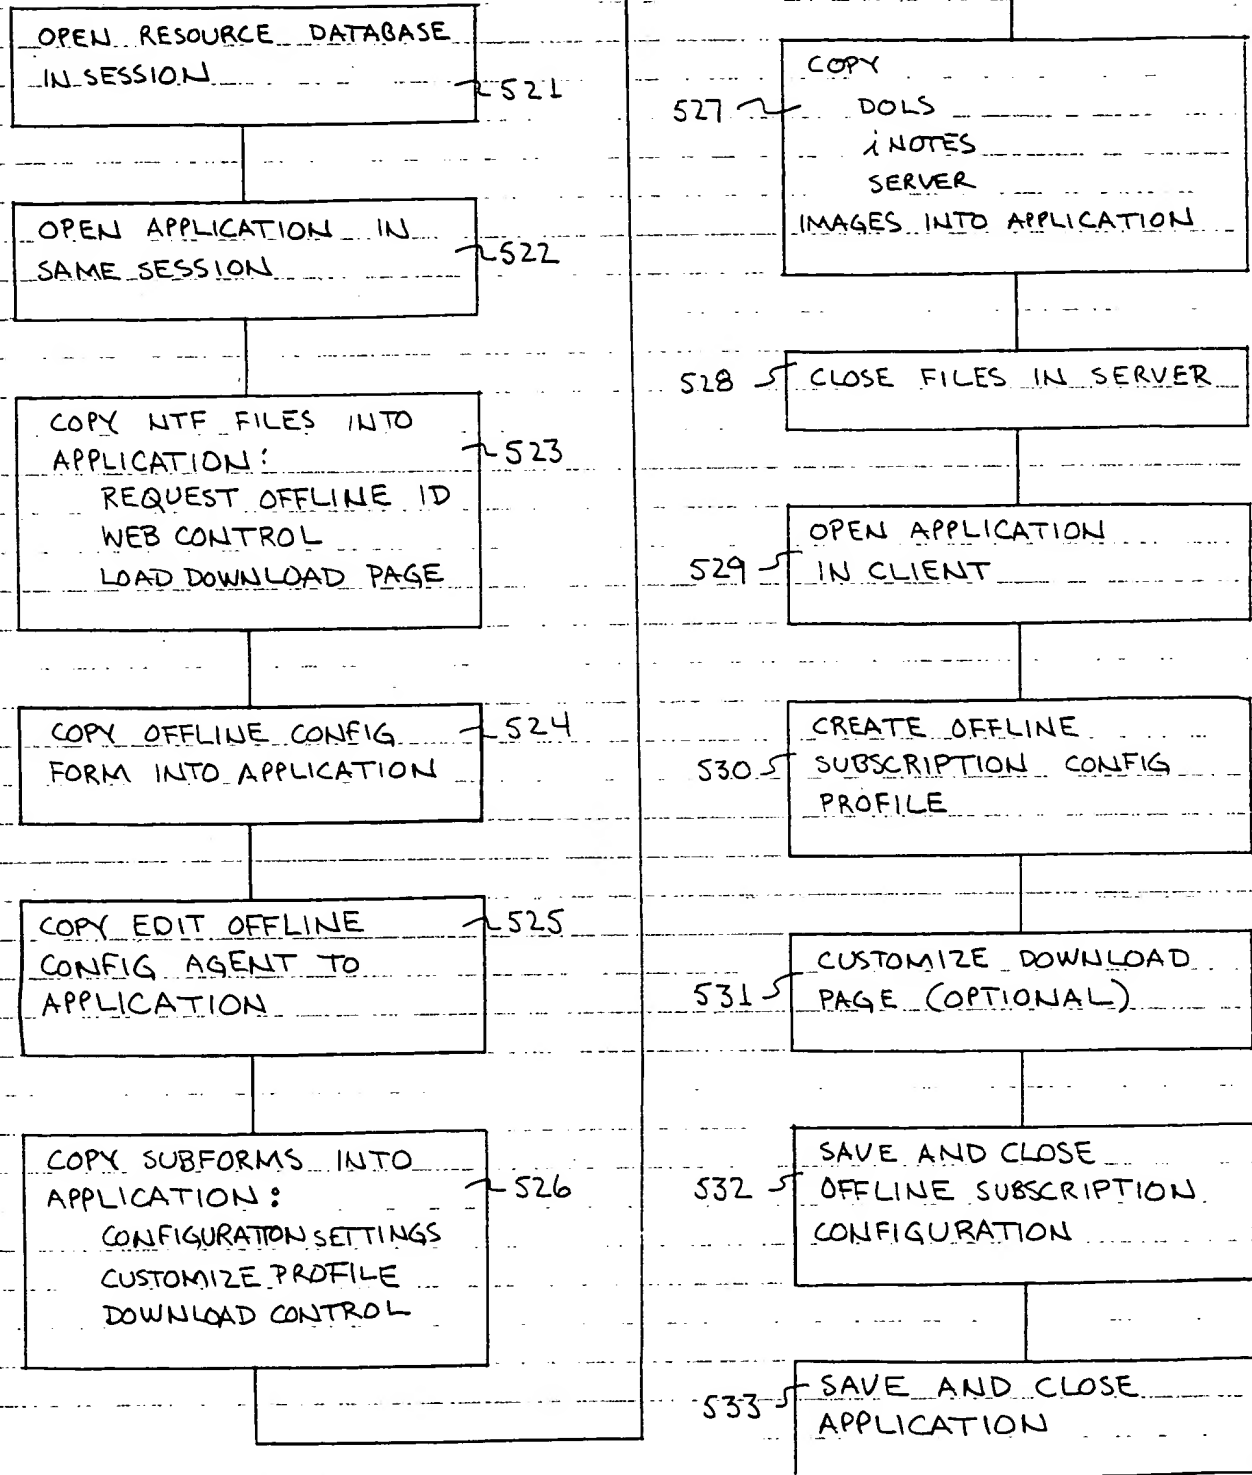 OPEN RESOURCE DATABASE
IN SESSION
521
OPEN APPLICATION IN
SAME SESSION
522
COPY NTF FILES INTO
APPLICATION:
523
REQUEST OFFLINE ID
WEB CONTROL
LOAD DOWNLOAD PAGE
COPY OFFLINE CONFIG
524
FORM INTO APPLICATION
COPY EDIT OFFLINE
525
CONFIG AGENT TO
APPLICATION
COPY SUBFORMS INTO
APPLICATION:
526
CONFIGURATION SETTINGS
CUSTOMIZE PROFILE
DOWNLOAD CONTROL
COPY
527
DOLS
iNOTES
SERVER
IMAGES INTO APPLICATION
528
CLOSE FILES IN SERVER
OPEN APPLICATION
529
IN CLIENT
CREATE OFFLINE
530
SUBSCRIPTION CONFIG
PROFILE
CUSTOMIZE DOWNLOAD
531
PAGE (OPTIONAL)
SAVE AND CLOSE
532
OFFLINE SUBSCRIPTION
CONFIGURATION
533
SAVE AND CLOSE
APPLICATION